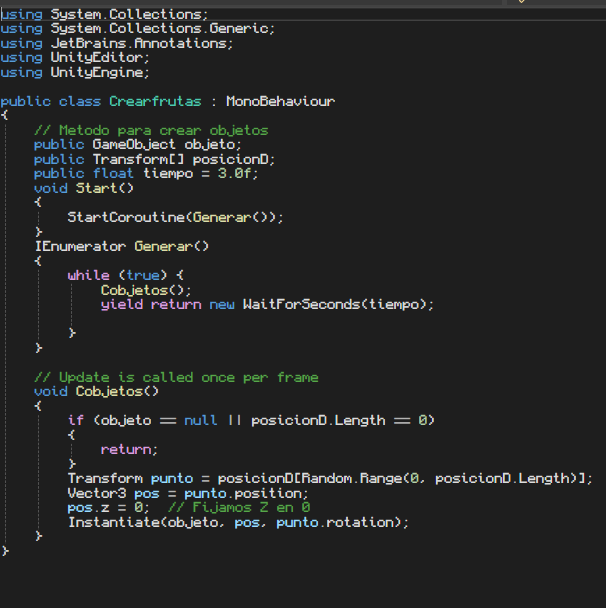 using System.Collections;
using System.Collections.Generic;
using JetBrains.Annotations;
using UnityEditor;
using UnityEngine;
public class Crearfrutas : MonoBehaviour
{
// Metodo para crear objetos
public GameObject objeto;
public Transform[] posicionD;
public float tiempo = 3.0f;
void Start()
{
StartCoroutine(Generar());
}
IEnumerator Generar()
{
while (true) {
Cobjetos();
yield return new WaitForSeconds(tiempo);
}
}
// Update is called once per frame
void Cobjetos()
{
if (objeto == null || posicionD.Length == 0)
{
return;
}
Transform punto = posicionD[Random.Range(0, posicionD.Length)];
Vector3 pos = punto.position;
pos.z = 0; // Fijamos Z en 0
Instantiate(objeto, pos, punto.rotation);
}
}